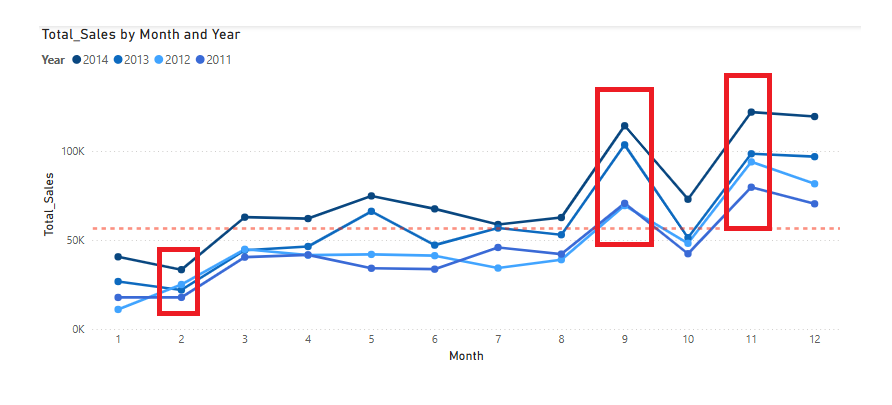 Total_Sales by Month and Year
Year 2014 2013 2012 2011
100K
50K
0K
Total_Sales
1 2 3 4 5 6 7 8 9 10 11 12
Month